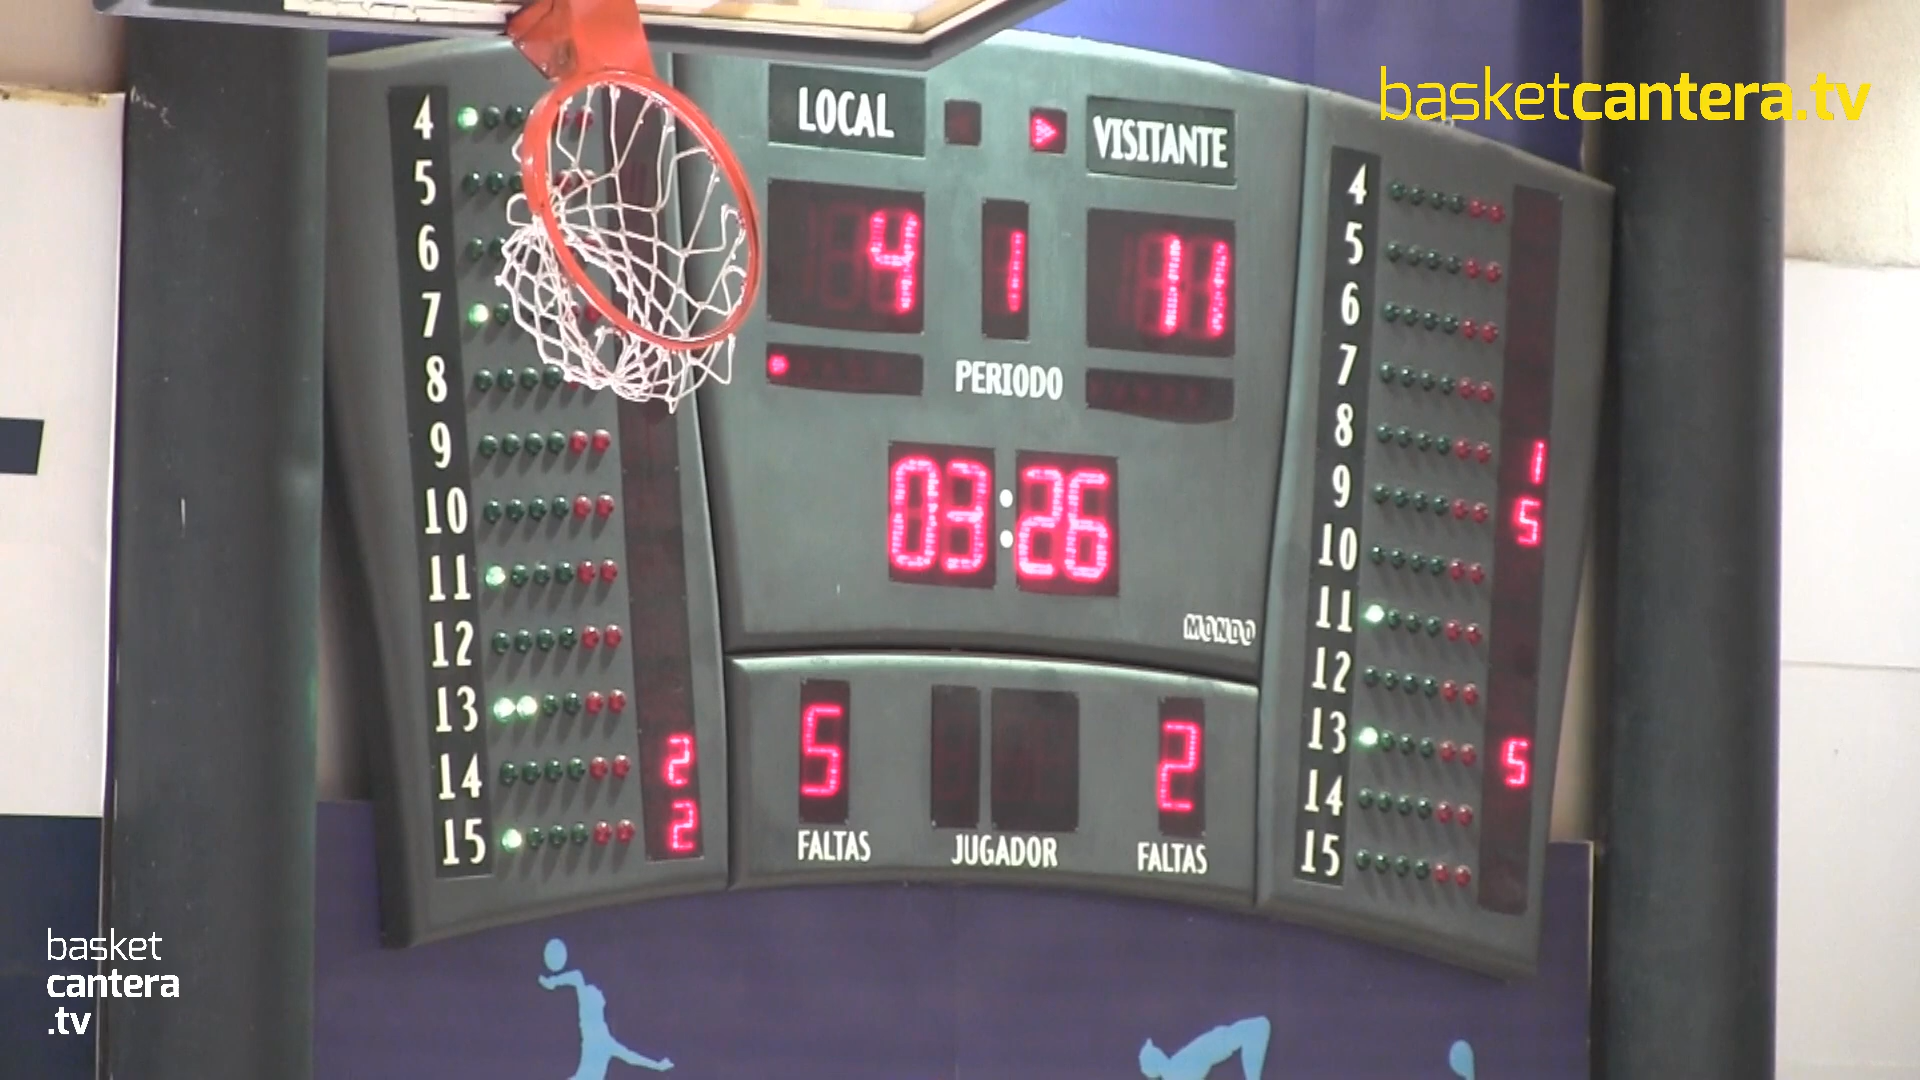 basketcantera.tv
LOCAL
VISITANTE
4
1
11
PERIODO
03:26
MONDO
5
2
FALTAS
JUGADOR
FALTAS
4
5
6
7
8
9
10
11
12
13
14 2
15 2
4
5
6
7
8 1
9 5
10
11
12
13 5
14
15
basket
cantera
.tv